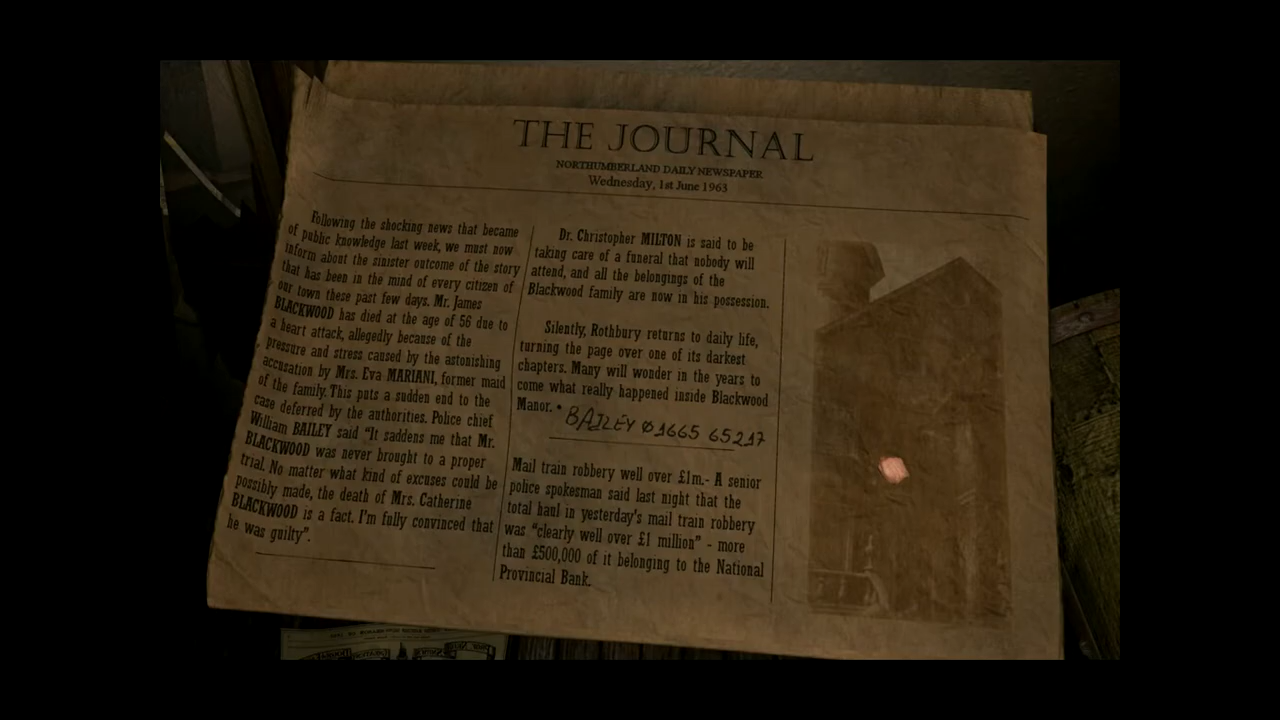 THE JOURNAL
NORTHUMBERLAND DAILY NEWSPAPER
Wednesday, 1st June 1963
Following the shocking news that became
of public knowledge last week, we must now
inform about the sinister outcome of the story
that has been in the mind of every citizen of
our town these past few days. Mr. James
BLACKWOOD has died at the age of 56 due to
a heart attack, allegedly because of the
pressure and stress caused by the astonishing
accusation by Mrs. Eva MARIANI, former maid
of the family. This puts a sudden end to the
case deferred by the authorities. Police chief
William BAILEY said “It saddens me that Mr.
BLACKWOOD was never brought to a proper
trial. No matter what kind of excuses could be
possibly made, the death of Mrs. Catherine
BLACKWOOD is a fact. I'm fully convinced that
he was guilty”.
Dr. Christopher MILTON is said to be
taking care of a funeral that nobody will
attend, and all the belongings of the
Blackwood family are now in his possession.
Silently, Rothbury returns to daily life,
turning the page over one of its darkest
chapters. Many will wonder in the years to
come what really happened inside Blackwood
Manor. •
BAILEY 01665 65217
Mail train robbery well over £1m.- A senior
police spokesman said last night that the
total haul in yesterday's mail train robbery
was “clearly well over £1 million” - more
than £500,000 of it belonging to the National
Provincial Bank.